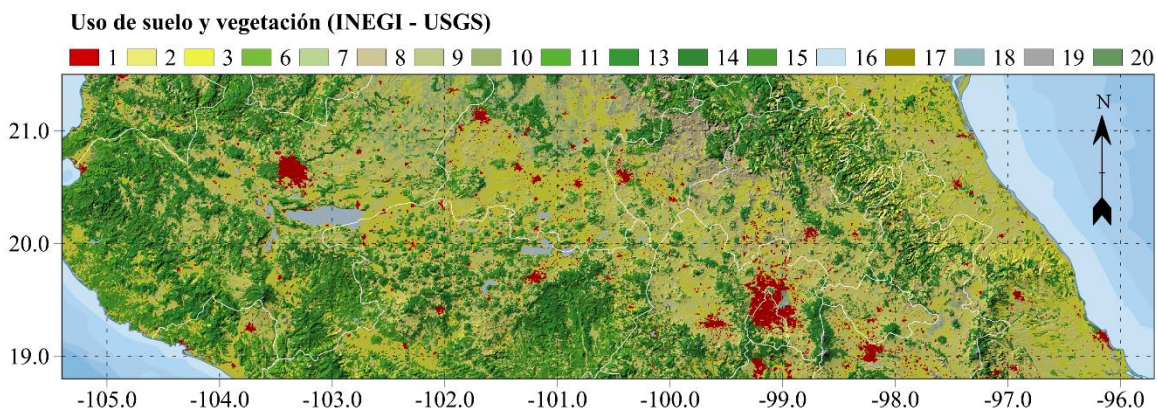 Uso de suelo y vegetación (INEGI - USGS)
1 2 3 6 7 8 9 10 11 13 14 15 16 17 18 19 20
N
21.0
20.0
19.0
-105.0 -104.0 -103.0 -102.0 -101.0 -100.0 -99.0 -98.0 -97.0 -96.0